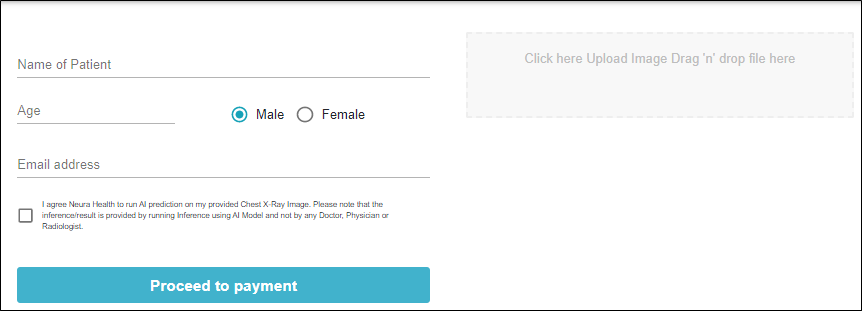 Name of Patient
Age
Male
Female
Email address
I agree Neura Health to run AI prediction on my provided Chest X-Ray Image. Please note that the
inference/result is provided by running Inference using AI Model and not by any Doctor, Physician or
Radiologist.
Proceed to payment
Click here Upload Image Drag 'n' drop file here